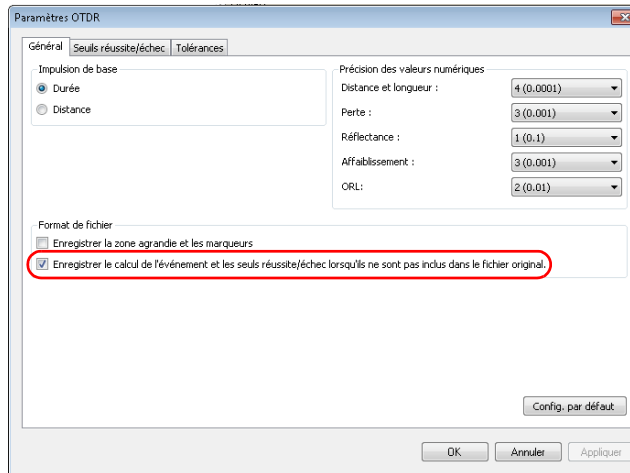 Paramètres OTDR
Général
Seuils réussite/échec
Tolérances
Impulsion de base
Durée
Distance
Précision des valeurs numériques
Distance et longueur :
4 (0.0001)
Perte :
3 (0.001)
Réflectance :
1 (0.1)
Affaiblissement :
3 (0.001)
ORL:
2 (0.01)
Format de fichier
Enregistrer la zone agrandie et les marqueurs
Enregistrer le calcul de l'événement et les seuils réussite/échec lorsqu'ils ne sont pas inclus dans le fichier original.
Config. par défaut
OK
Annuler
Appliquer